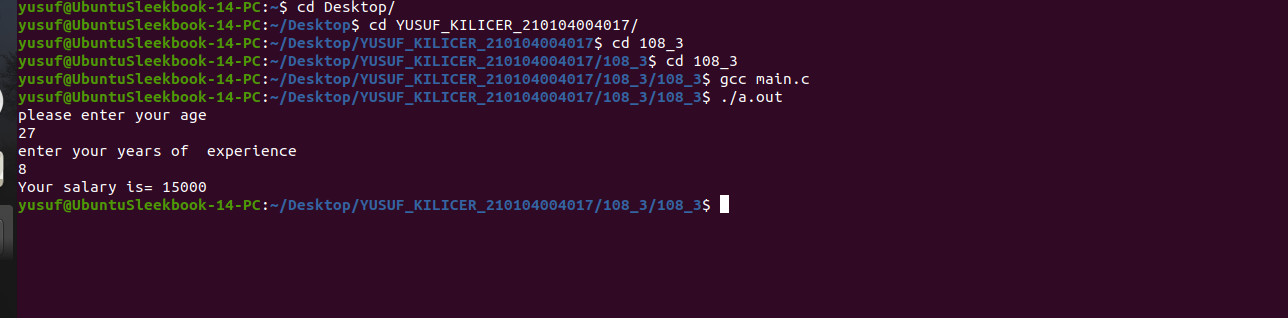 yusuf@UbuntuSleekbook-14-PC:~$ cd Desktop/
yusuf@UbuntuSleekbook-14-PC:~/Desktop$ cd YUSUF_KILICER_210104004017/
yusuf@UbuntuSleekbook-14-PC:~/Desktop/YUSUF_KILICER_210104004017$ cd 108_3
yusuf@UbuntuSleekbook-14-PC:~/Desktop/YUSUF_KILICER_210104004017/108_3$ cd 108_3
yusuf@UbuntuSleekbook-14-PC:~/Desktop/YUSUF_KILICER_210104004017/108_3/108_3$ gcc main.c
yusuf@UbuntuSleekbook-14-PC:~/Desktop/YUSUF_KILICER_210104004017/108_3/108_3$ ./a.out
please enter your age
27
enter your years of  experience
8
Your salary is= 15000
yusuf@UbuntuSleekbook-14-PC:~/Desktop/YUSUF_KILICER_210104004017/108_3/108_3$